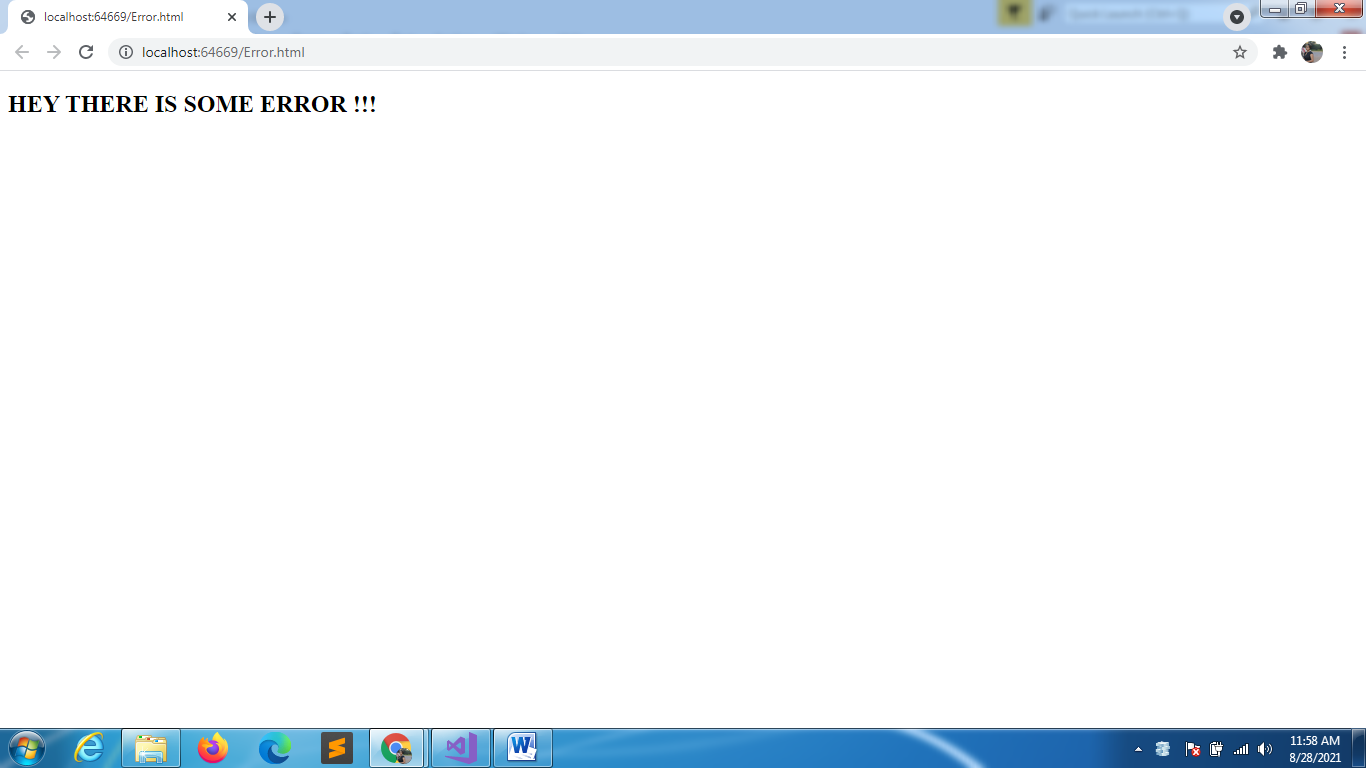 localhost:64669/Error.html
localhost:64669/Error.html
HEY THERE IS SOME ERROR !!!
11:58 AM
8/28/2021